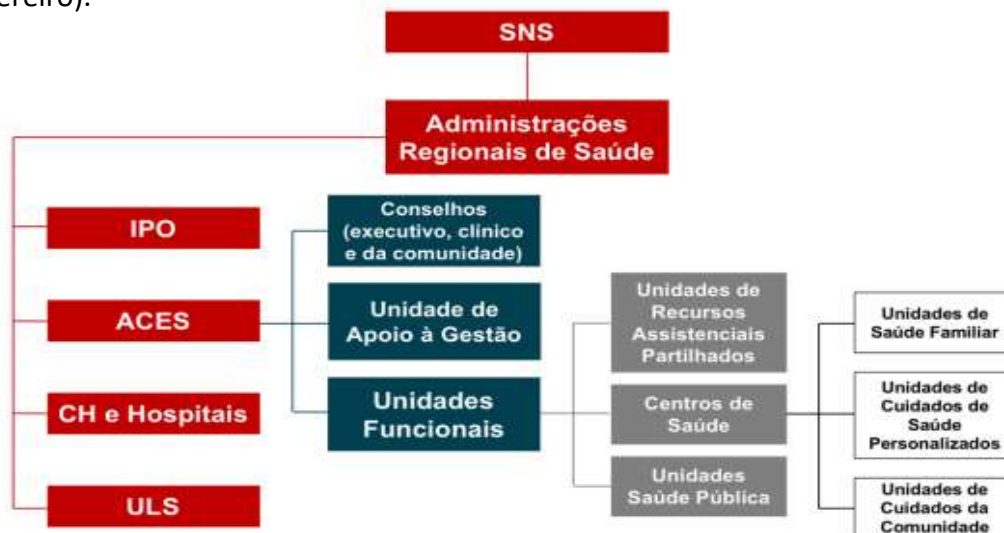 ereiro).
SNS
Administrações
Regionais de Saúde
IPO
ACES
CH e Hospitais
ULS
Conselhos
(executivo, clínico
e da comunidade)
Unidade de
Apoio à Gestão
Unidades
Funcionais
Unidades de
Recursos
Assistenciais
Partilhados
Centros de
Saúde
Unidades
Saúde Pública
Unidades de
Saúde Familiar
Unidades de
Cuidados de
Saúde
Personalizados
Unidades de
Cuidados da
Comunidade